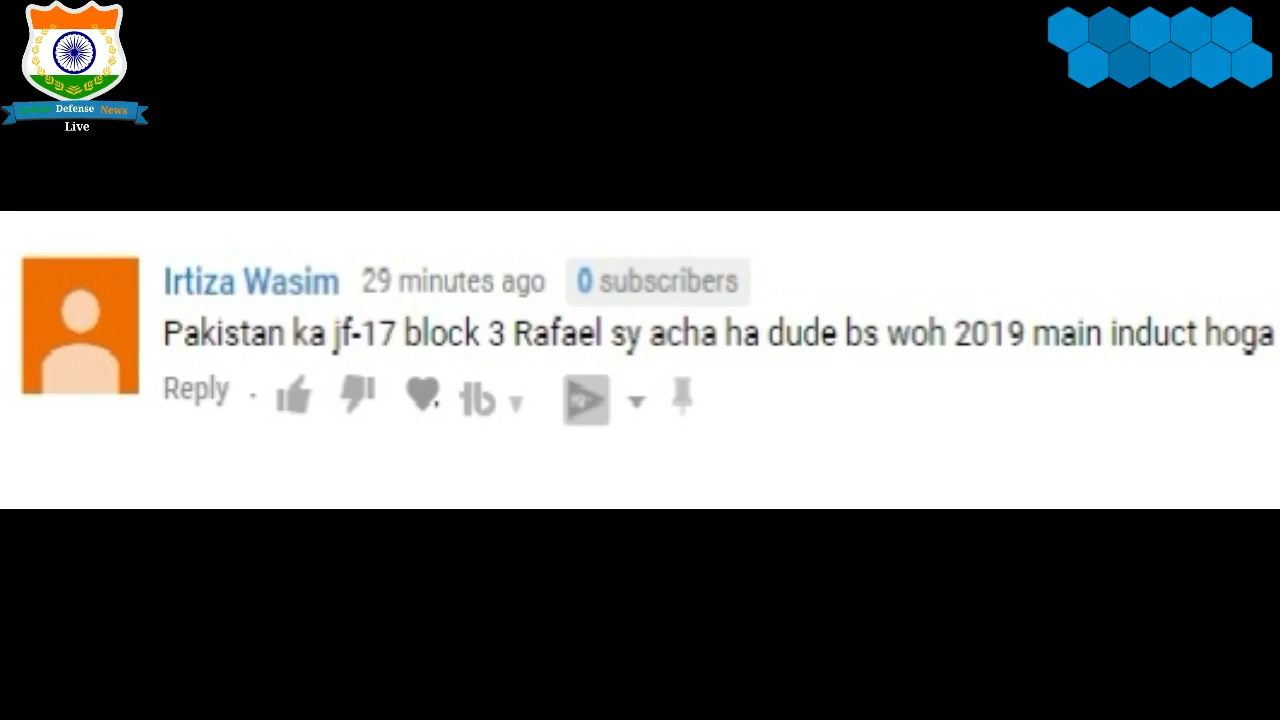 Defense News
Live
Irtiza Wasim 29 minutes ago 0 subscribers
Pakistan ka jf-17 block 3 Rafael sy acha ha dude bs woh 2019 main induct hoga
Reply